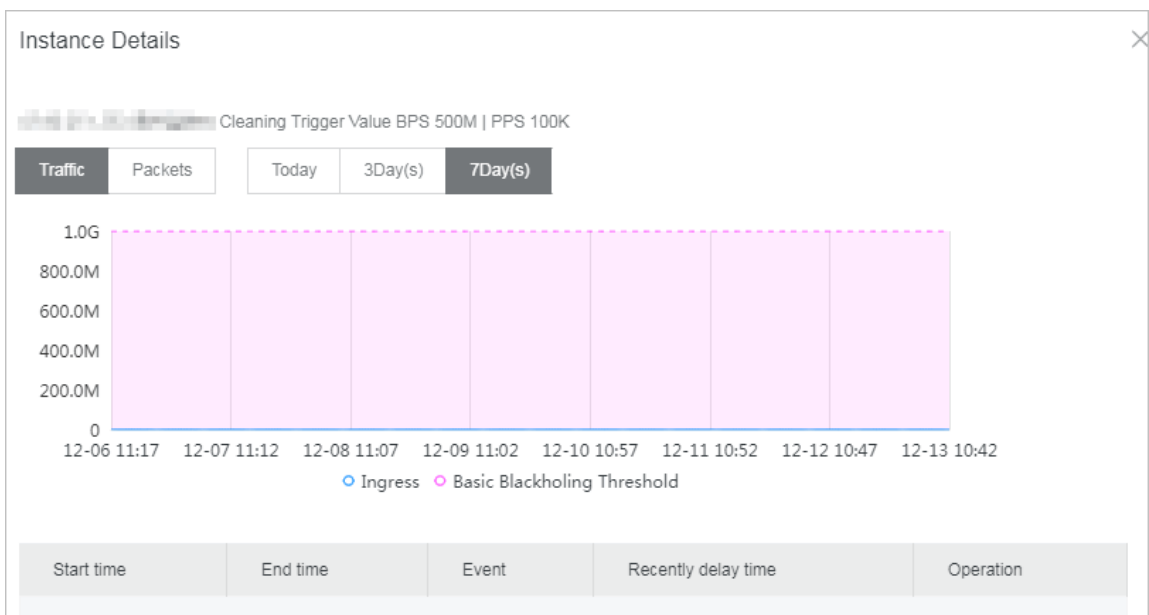 Instance Details
Cleaning Trigger Value BPS 500M | PPS 100K
Traffic Packets Today 3Day(s) 7Day(s)
1.0G
800.0M
600.0M
400.0M
200.0M
0
12-06 11:17 12-07 11:12 12-08 11:07 12-09 11:02 12-10 10:57 12-11 10:52 12-12 10:47 12-13 10:42
Ingress Basic Blackholing Threshold
Start time End time Event Recently delay time Operation